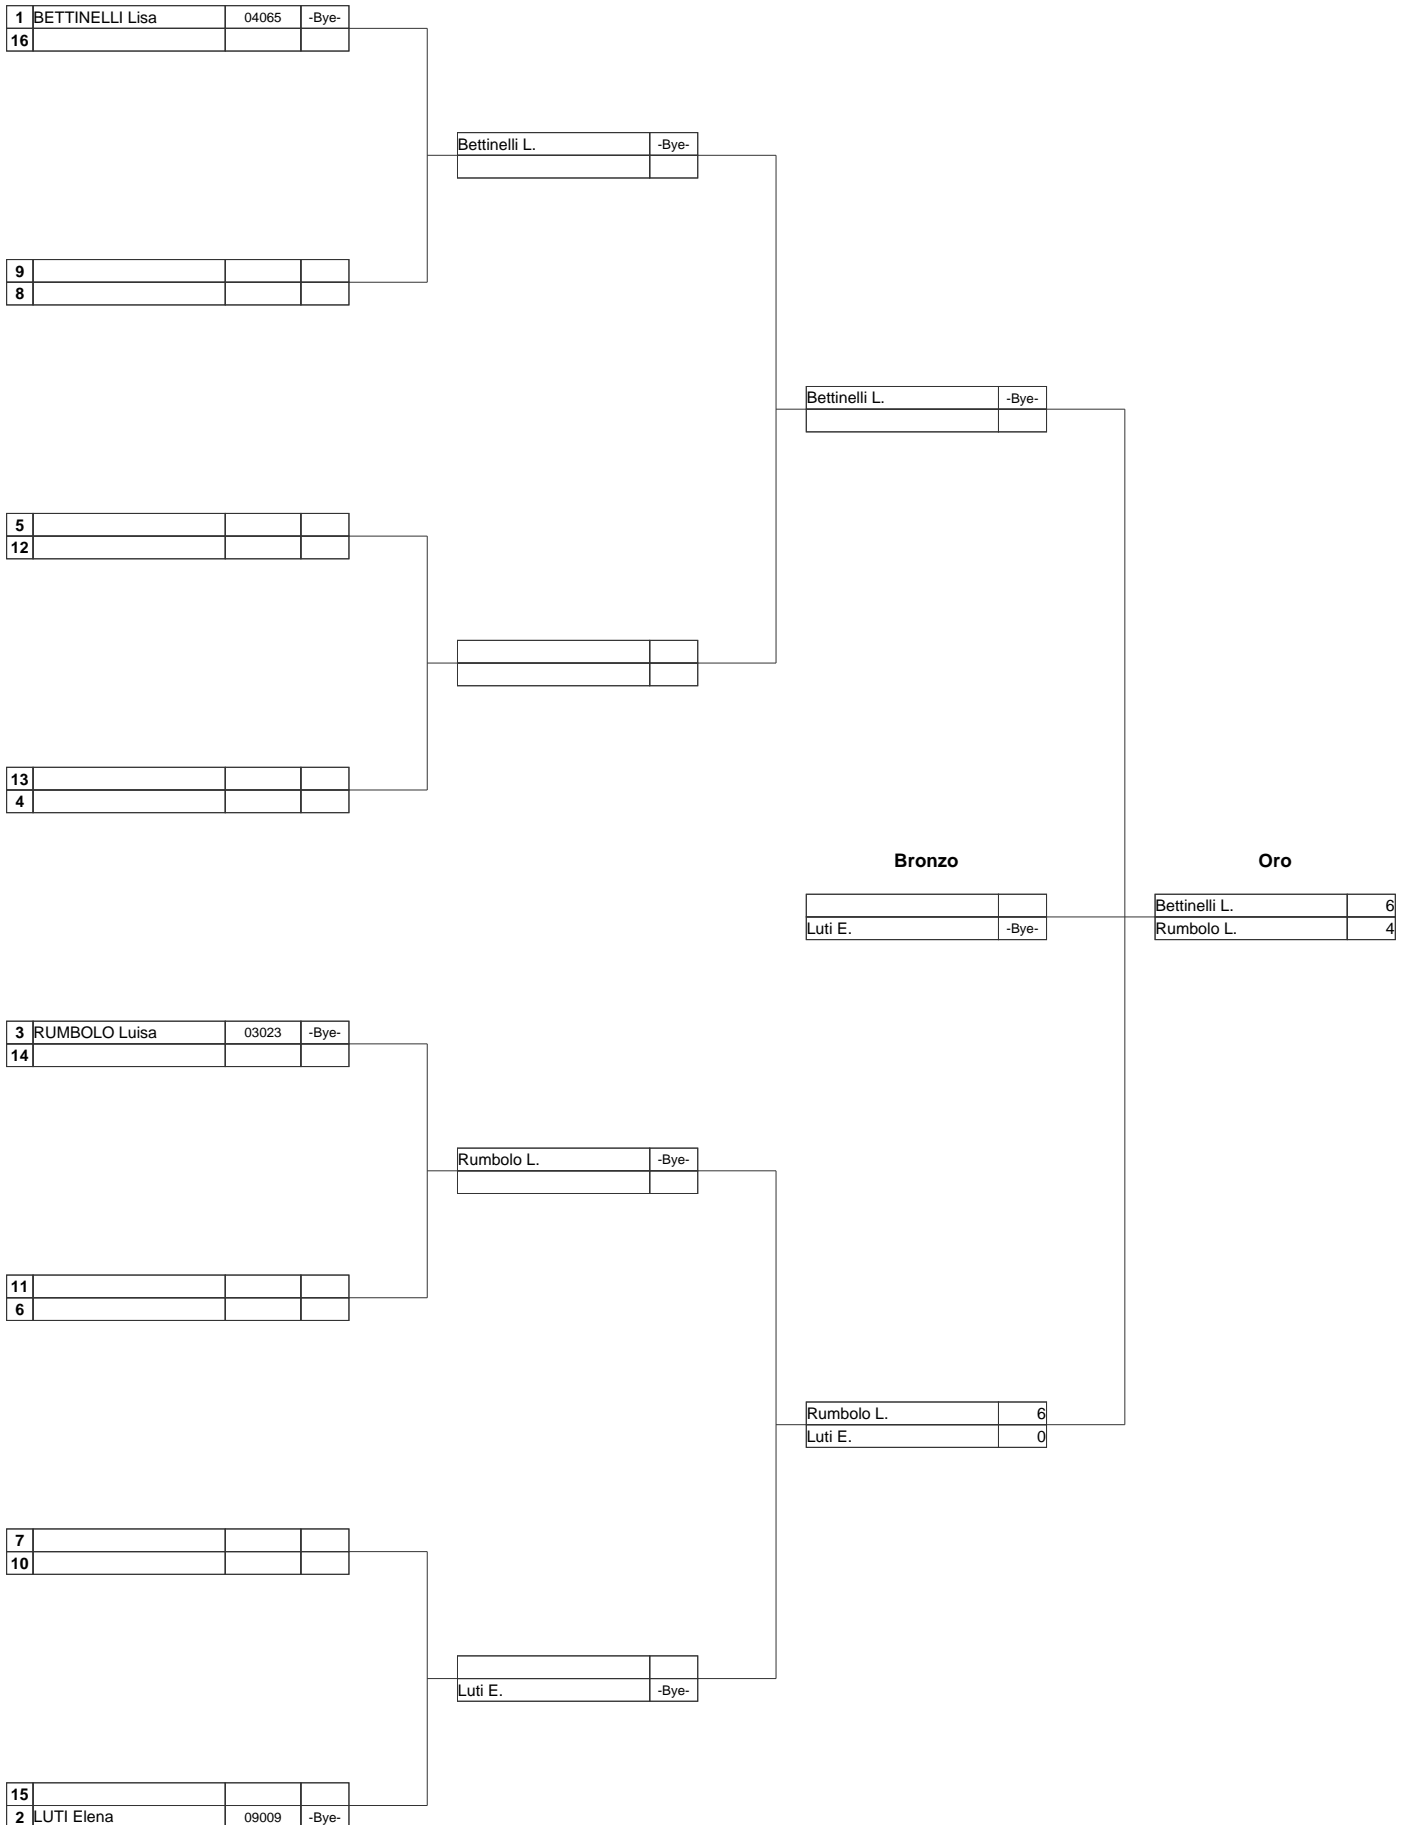 1 BETTINELLI Lisa 04065 -Bye-
16
Bettinelli L. -Bye-
9
8
Bettinelli L. -Bye-
5
12
13
4
Bronzo Oro
Bettinelli L. 6
Luti E. -Bye- Rumbolo L. 4
3 RUMBOLO Luisa 03023 -Bye-
14
Rumbolo L. -Bye-
11
6
Rumbolo L. 6
Luti E. 0
7
10
Luti E. -Bye-
15
2 LUTI Elena 09009 -Bye-